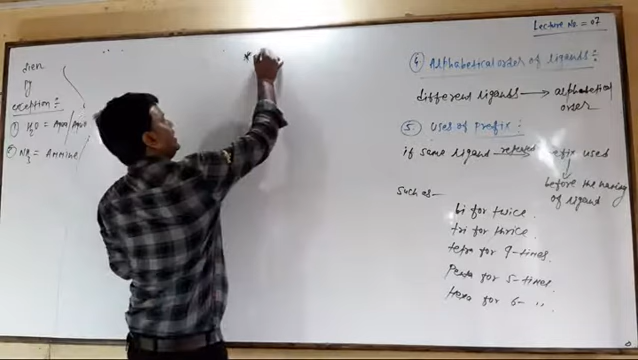 exception :-
① H₂O = Aqua/Aquo
② NH₃ = Ammine
Lecture No. = 07
④ Alphabetical order of ligands :-
different ligands → alphabetical
order
⑤ Uses of prefix :-
if same ligand repeated used
before the naming
of ligand
Such as —
bi for twice.
tri for thrice.
tetra for 4-times.
Penta for 5-times.
Hexa for 6- "